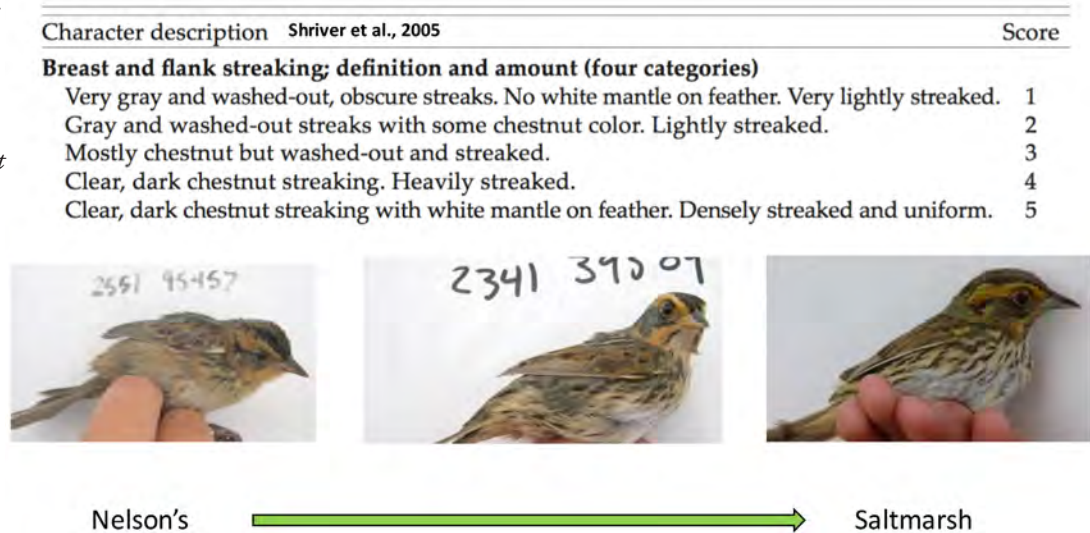 Character description Shriver et al., 2005 Score
Breast and flank streaking; definition and amount (four categories)
Very gray and washed-out, obscure streaks. No white mantle on feather. Very lightly streaked. 1
Gray and washed-out streaks with some chestnut color. Lightly streaked. 2
Mostly chestnut but washed-out and streaked. 3
t
Clear, dark chestnut streaking. Heavily streaked. 4
Clear, dark chestnut streaking with white mantle on feather. Densely streaked and uniform. 5
2551 95457
2341
Nelson's Saltmarsh